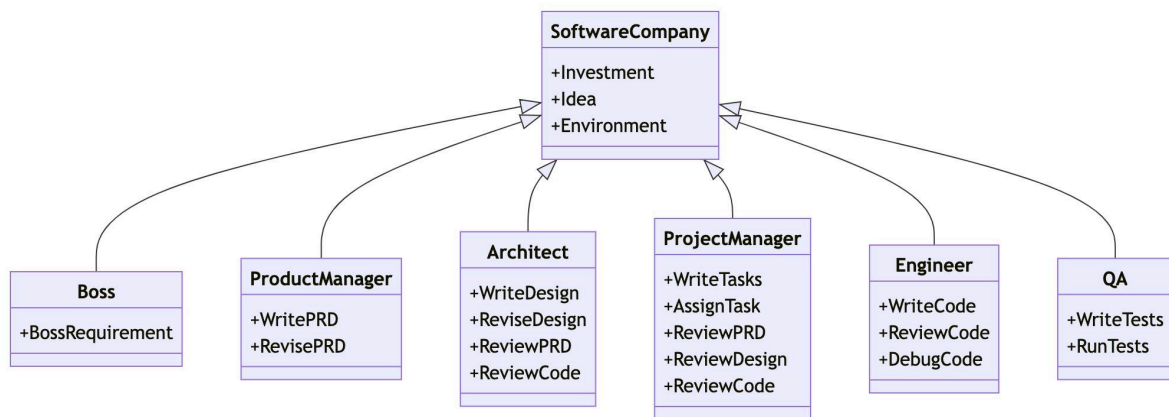 SoftwareCompany
+Investment
+Idea
+Environment
Boss
+BossRequirement
ProductManager
+WritePRD
+RevisePRD
Architect
+WriteDesign
+ReviseDesign
+ReviewPRD
+ReviewCode
ProjectManager
+WriteTasks
+AssignTask
+ReviewPRD
+ReviewDesign
+ReviewCode
Engineer
+WriteCode
+ReviewCode
+DebugCode
QA
+WriteTests
+RunTests